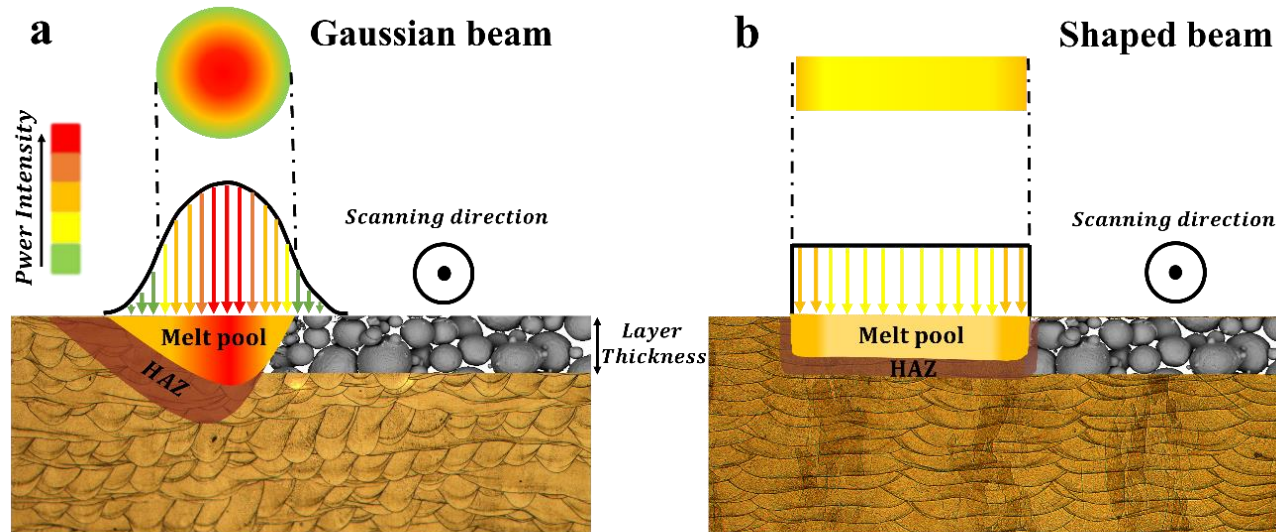 a
Gaussian beam
Pwer Intensity
Scanning direction
Melt pool
HAZ
Layer
Thickness
b
Shaped beam
Scanning direction
Melt pool
HAZ